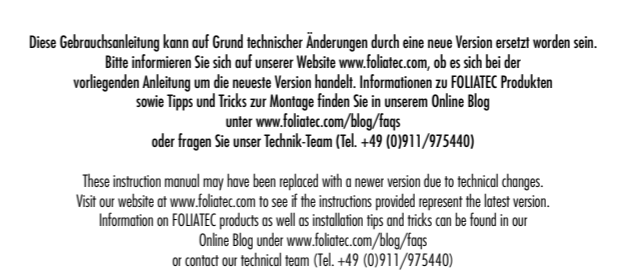 Diese Gebrauchsanleitung kann auf Grund technischer Änderungen durch eine neue Version ersetzt worden sein.
Bitte informieren Sie sich auf unserer Website www.foliatec.com, ob es sich bei der
vorliegenden Anleitung um die neueste Version handelt. Informationen zu FOLIATEC Produkten
sowie Tipps und Tricks zur Montage finden Sie in unserem Online Blog
unter www.foliatec.com/blog/faqs
oder fragen Sie unser Technik-Team (Tel. +49 (0)911/975440)
These instruction manual may have been replaced with a newer version due to technical changes.
Visit our website at www.foliatec.com to see if the instructions provided represent the latest version.
Information on FOLIATEC products as well as installation tips and tricks can be found in our
Online Blog under www.foliatec.com/blog/faqs
or contact our technical team (Tel. +49 (0)911/975440)